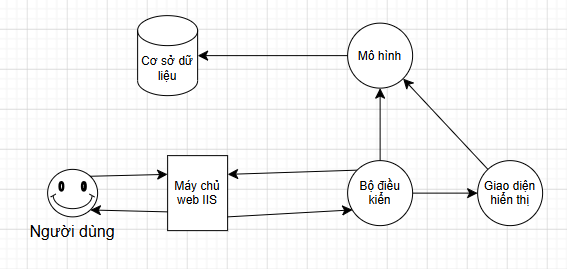 Cơ sở dữ
liệu
Mô hình
Máy chủ
web IIS
Bộ điều
kiển
Giao diện
hiển thị
Người dùng